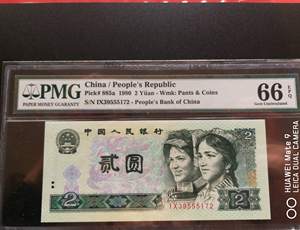 PMG
PAPER MONEY GUARANTY
China / People's Republic
Pick# 885a 1980 2 Yüan - Wmk: Pants & Coins
S/N IX39555172 - People's Bank of China
66 EPQ
Gem Uncirculated
中国人民银行
贰圆
2
2
IX39555172
HUAWEI Mate 9
LEICA DUAL CAMERA